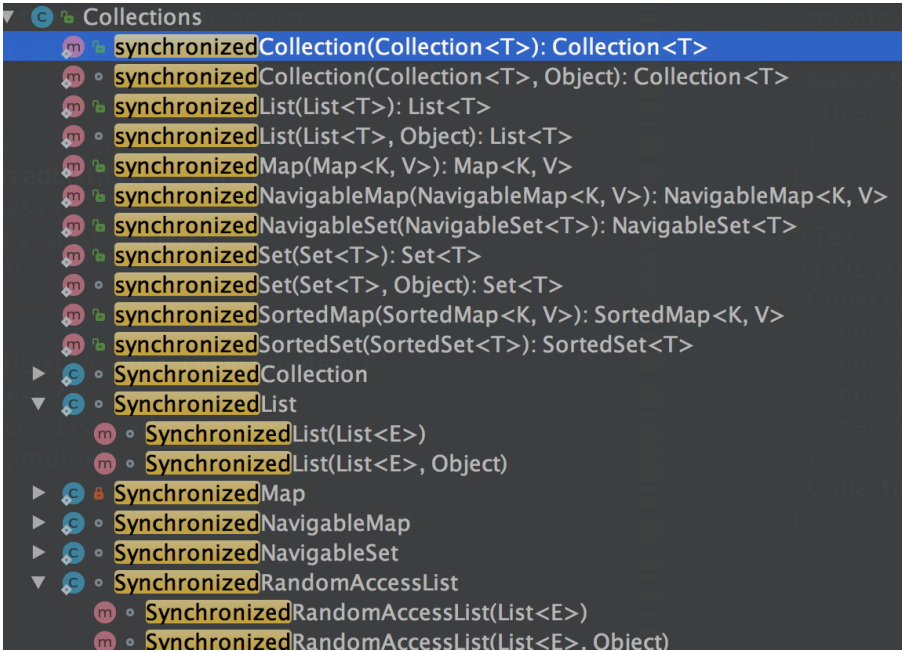 Collections
synchronizedCollection(Collection<T>): Collection<T>
synchronizedCollection(Collection<T>, Object): Collection<T>
synchronizedList(List<T>): List<T>
synchronizedList(List<T>, Object): List<T>
synchronizedMap(Map<K, V>): Map<K, V>
synchronizedNavigableMap(NavigableMap<K, V>): NavigableMap<K, V>
synchronizedNavigableSet(NavigableSet<T>): NavigableSet<T>
synchronizedSet(Set<T>): Set<T>
synchronizedSet(Set<T>, Object): Set<T>
synchronizedSortedMap(SortedMap<K, V>): SortedMap<K, V>
synchronizedSortedSet(SortedSet<T>): SortedSet<T>
SynchronizedCollection
SynchronizedList
SynchronizedList(List<E>)
SynchronizedList(List<E>, Object)
SynchronizedMap
SynchronizedNavigableMap
SynchronizedNavigableSet
SynchronizedRandomAccessList
SynchronizedRandomAccessList(List<E>)
SynchronizedRandomAccessList(List<E>, Object)